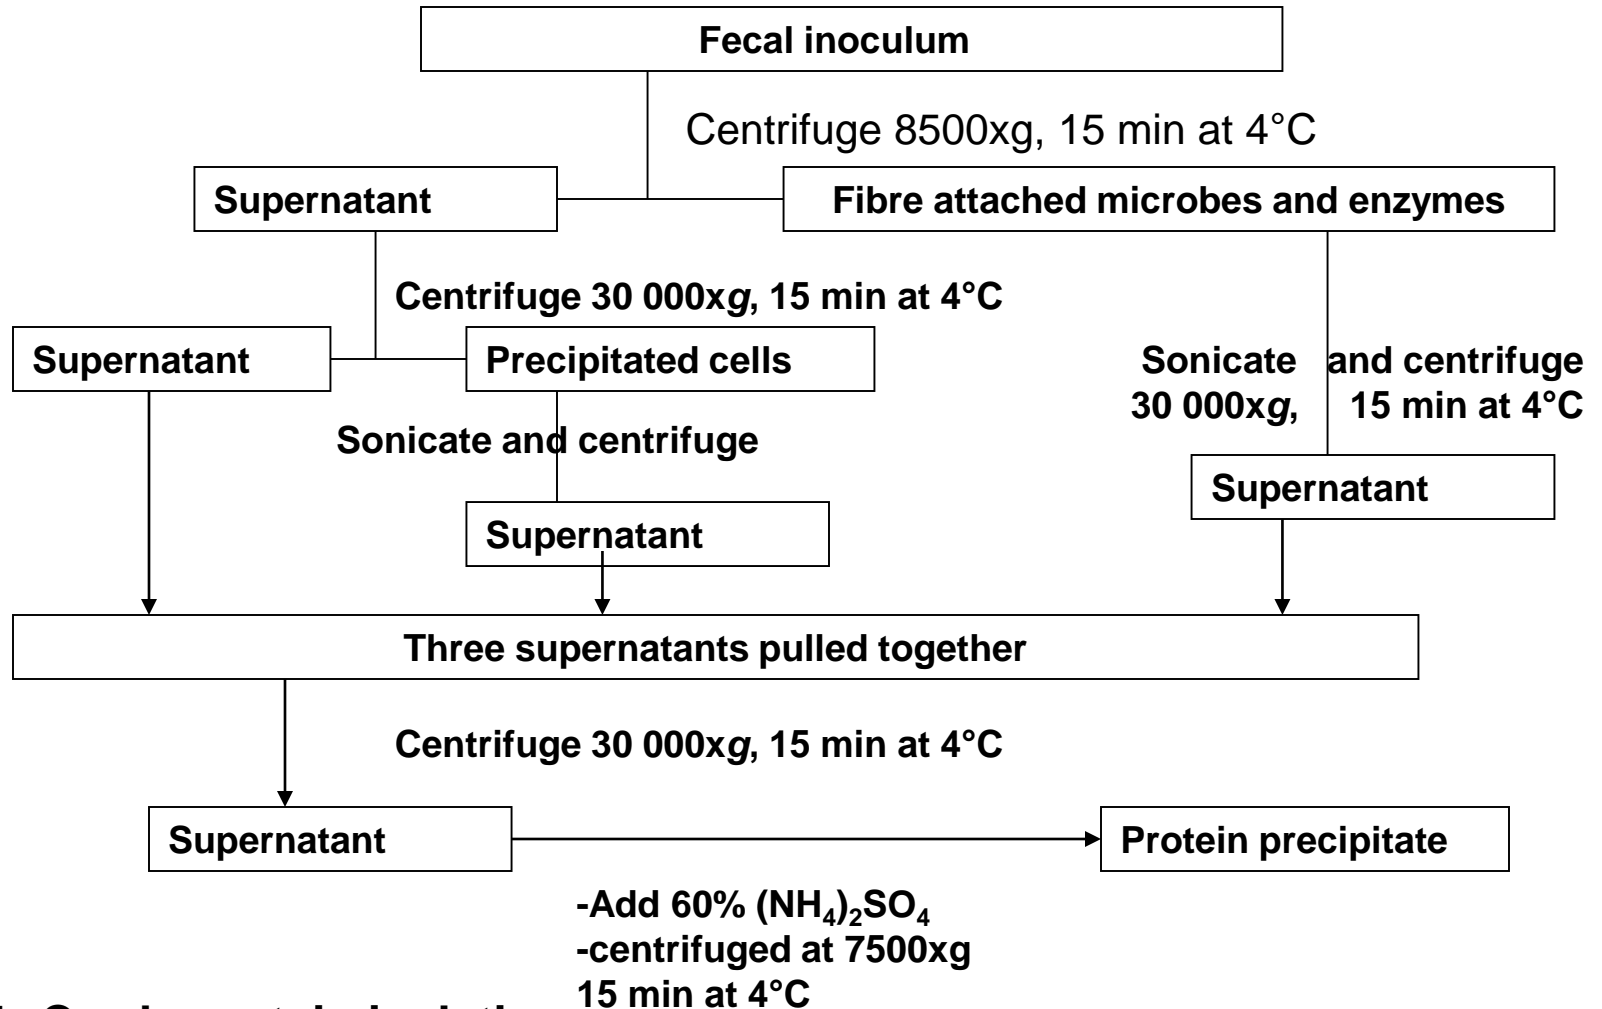 Fecal inoculum
Centrifuge 8500xg, 15 min at 4°C
Supernatant
Fibre attached microbes and enzymes
Centrifuge 30 000xg, 15 min at 4°C
Supernatant
Precipitated cells
Sonicate and centrifuge
30 000xg, 15 min at 4°C
Sonicate and centrifuge
Supernatant
Supernatant
Three supernatants pulled together
Centrifuge 30 000xg, 15 min at 4°C
Supernatant
Protein precipitate
-Add 60% (NH₄)₂SO₄
-centrifuged at 7500xg
15 min at 4°C